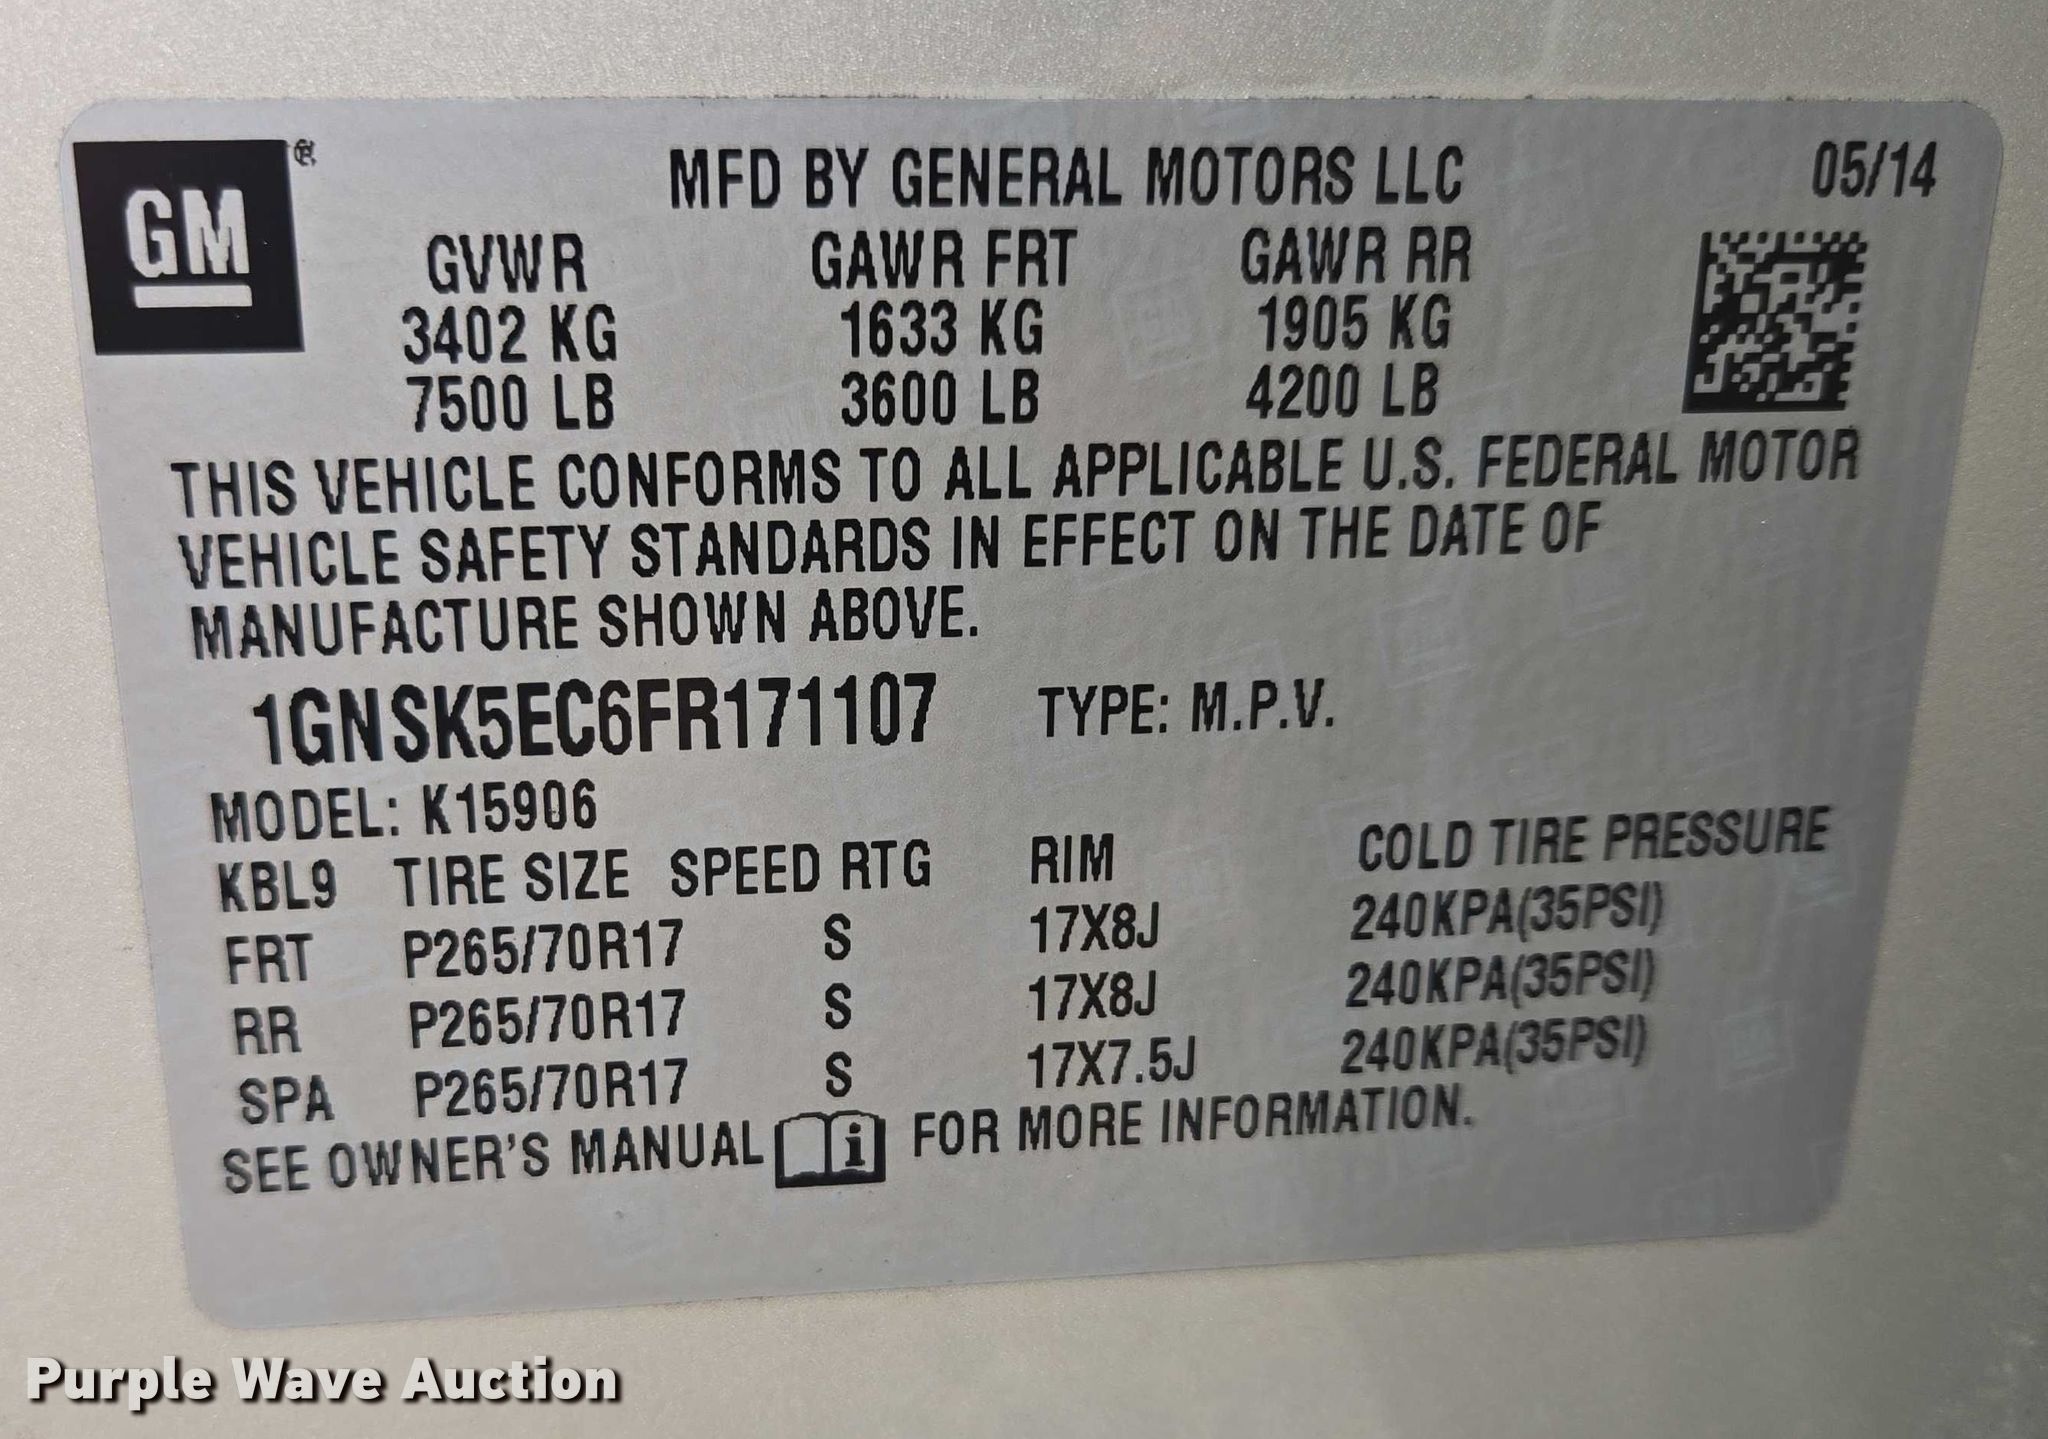 GM ®
MFD BY GENERAL MOTORS LLC 05/14
GVWR GAWR FRT GAWR RR
3402 KG 1633 KG 1905 KG
7500 LB 3600 LB 4200 LB
THIS VEHICLE CONFORMS TO ALL APPLICABLE U.S. FEDERAL MOTOR
VEHICLE SAFETY STANDARDS IN EFFECT ON THE DATE OF
MANUFACTURE SHOWN ABOVE.
1GNSK5EC6FR171107 TYPE: M.P.V.
MODEL: K15906
KBL9 TIRE SIZE SPEED RTG RIM COLD TIRE PRESSURE
FRT P265/70R17 S 17X8J 240KPA(35PSI)
RR P265/70R17 S 17X8J 240KPA(35PSI)
SPA P265/70R17 S 17X7.5J 240KPA(35PSI)
SEE OWNER'S MANUAL i FOR MORE INFORMATION.
Purple Wave Auction